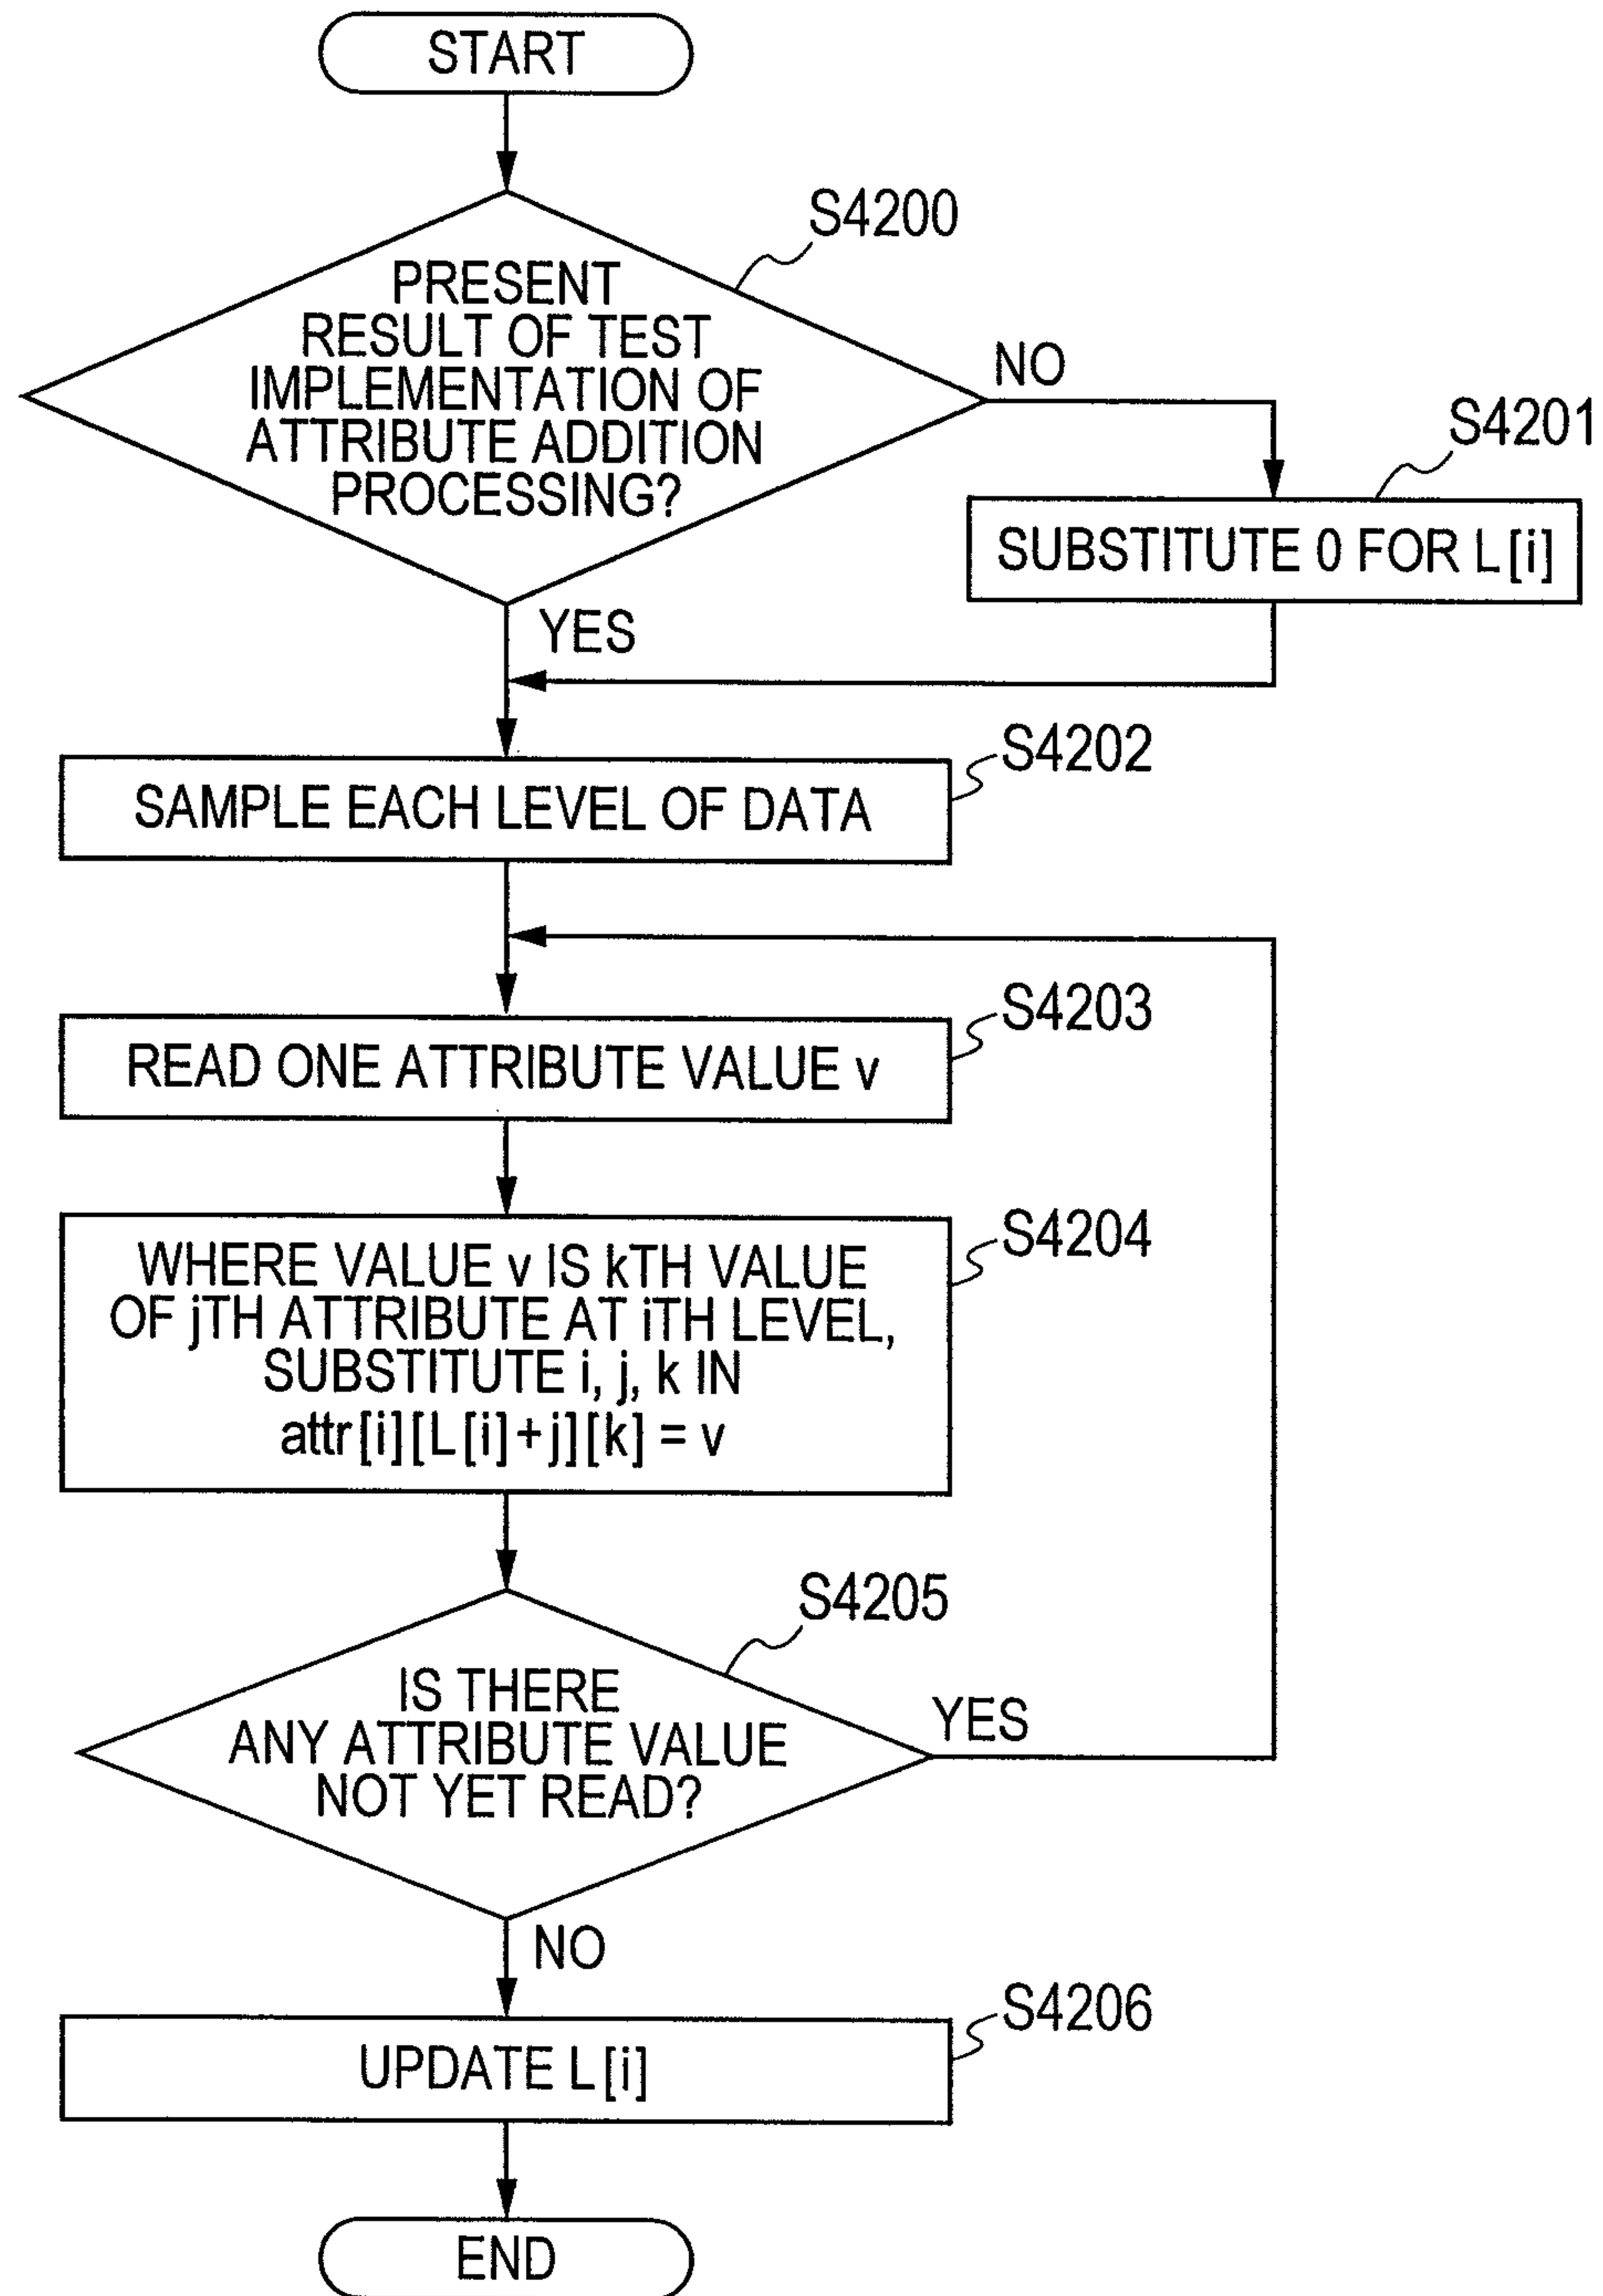 START
S4200
PRESENT
RESULT OF TEST
IMPLEMENTATION OF
ATTRIBUTE ADDITION
PROCESSING?
NO
S4201
SUBSTITUTE 0 FOR L[i]
YES
S4202
SAMPLE EACH LEVEL OF DATA
S4203
READ ONE ATTRIBUTE VALUE v
S4204
WHERE VALUE v IS kTH VALUE
OF jTH ATTRIBUTE AT iTH LEVEL,
SUBSTITUTE i, j, k IN
attr[i][L[i]+j][k] = v
S4205
IS THERE
ANY ATTRIBUTE VALUE
NOT YET READ?
YES
NO
S4206
UPDATE L[i]
END